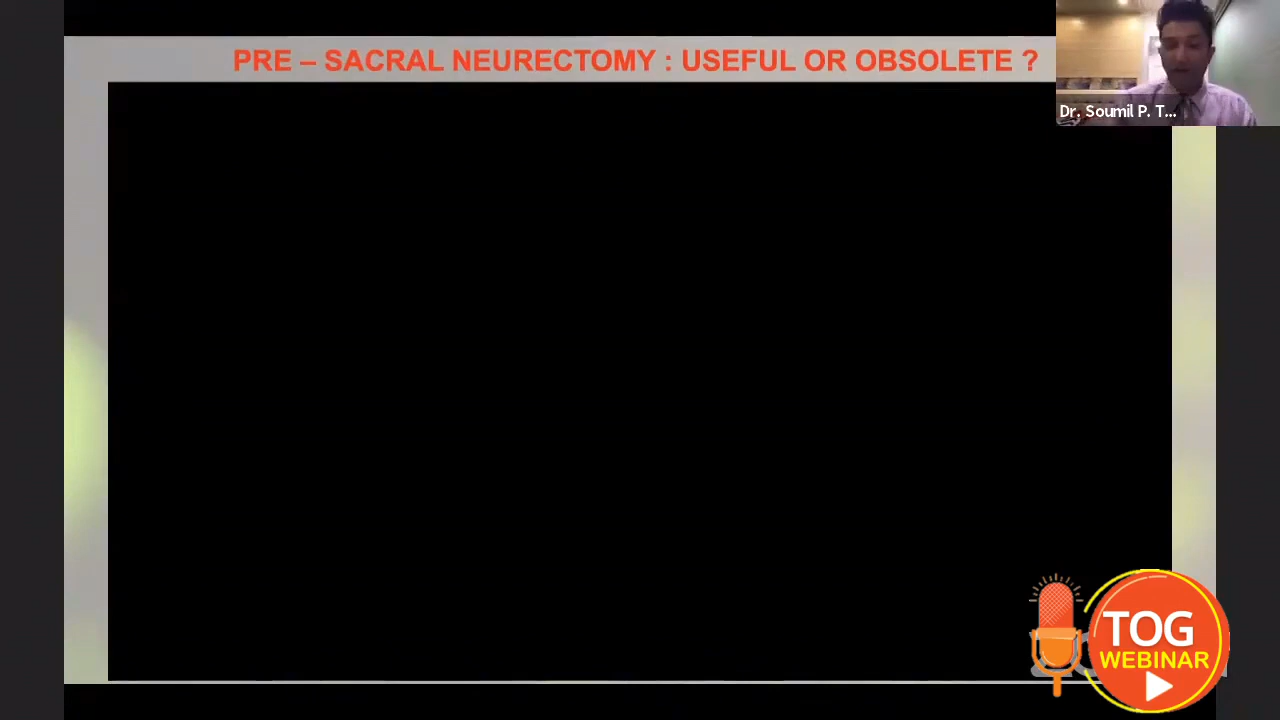 PRE – SACRAL NEURECTOMY : USEFUL OR OBSOLETE ?
Dr. Soumil P. T...
TOG
WEBINAR